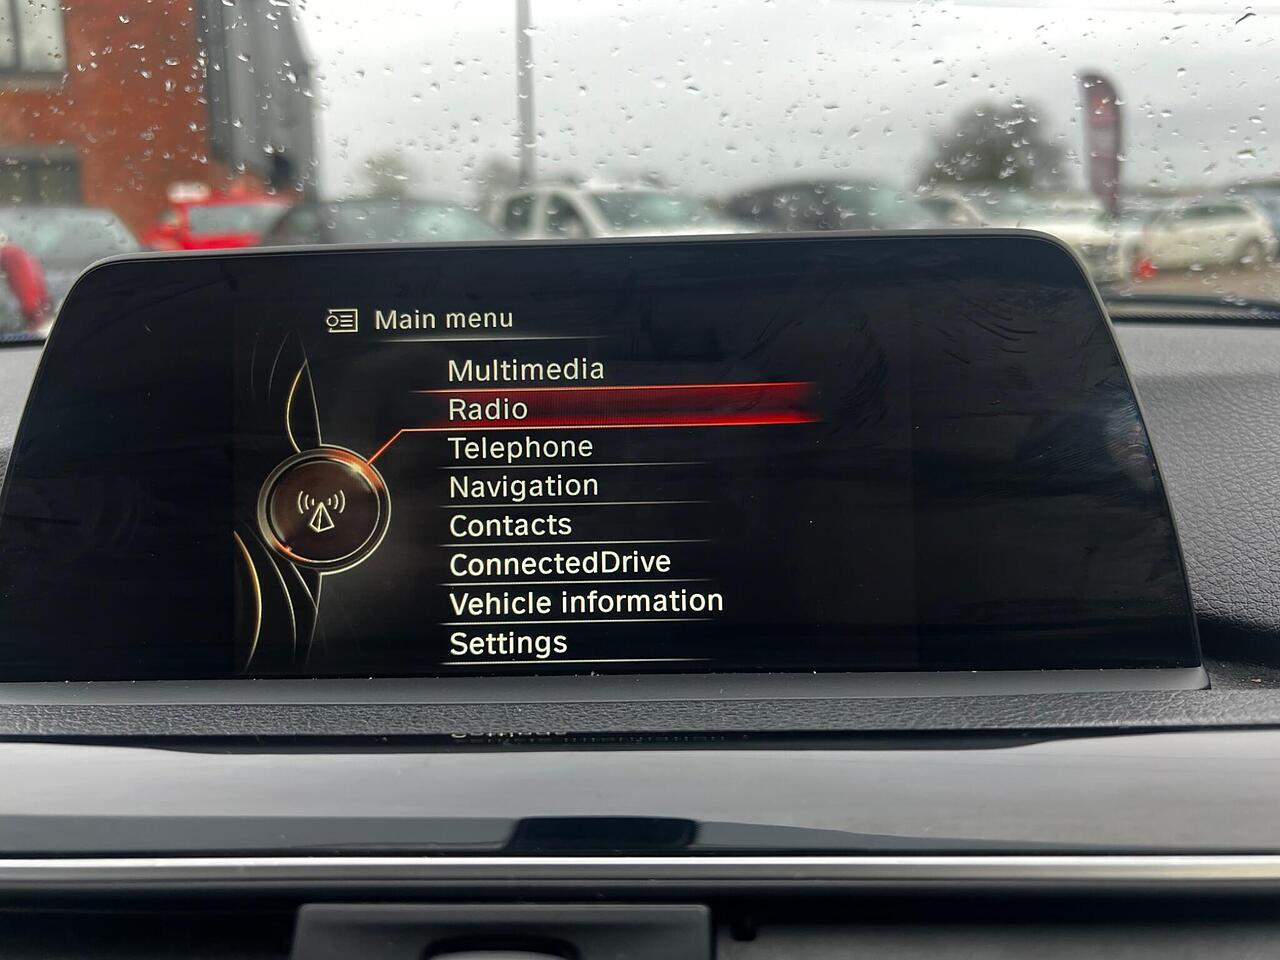 Main menu
Multimedia
Radio
Telephone
Navigation
Contacts
ConnectedDrive
Vehicle information
Settings